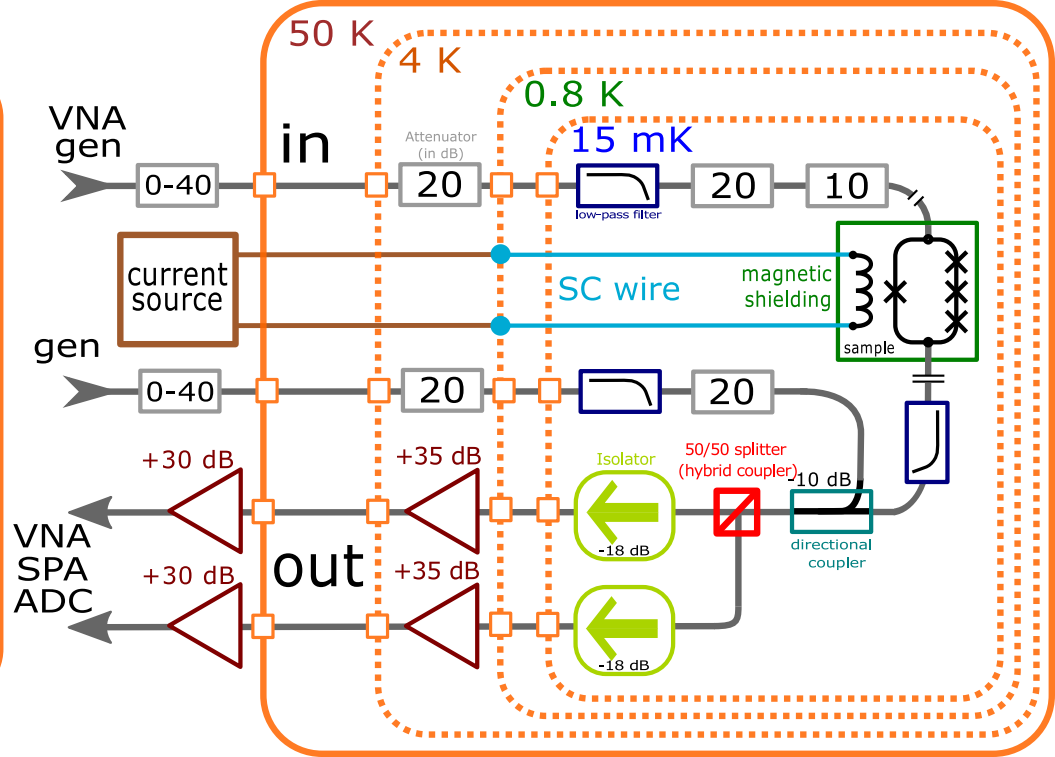 50 K
4 K
0.8 K
15 mK
VNA
gen
in
Attenuator
(in dB)
0-40
20
low-pass filter
20
10
current
source
SC wire
magnetic
shielding
sample
gen
0-40
20
20
+30 dB
+35 dB
Isolator
-18 dB
50/50 splitter
(hybrid coupler)
-10 dB
directional
coupler
VNA
SPA
ADC
out
+30 dB
+35 dB
-18 dB